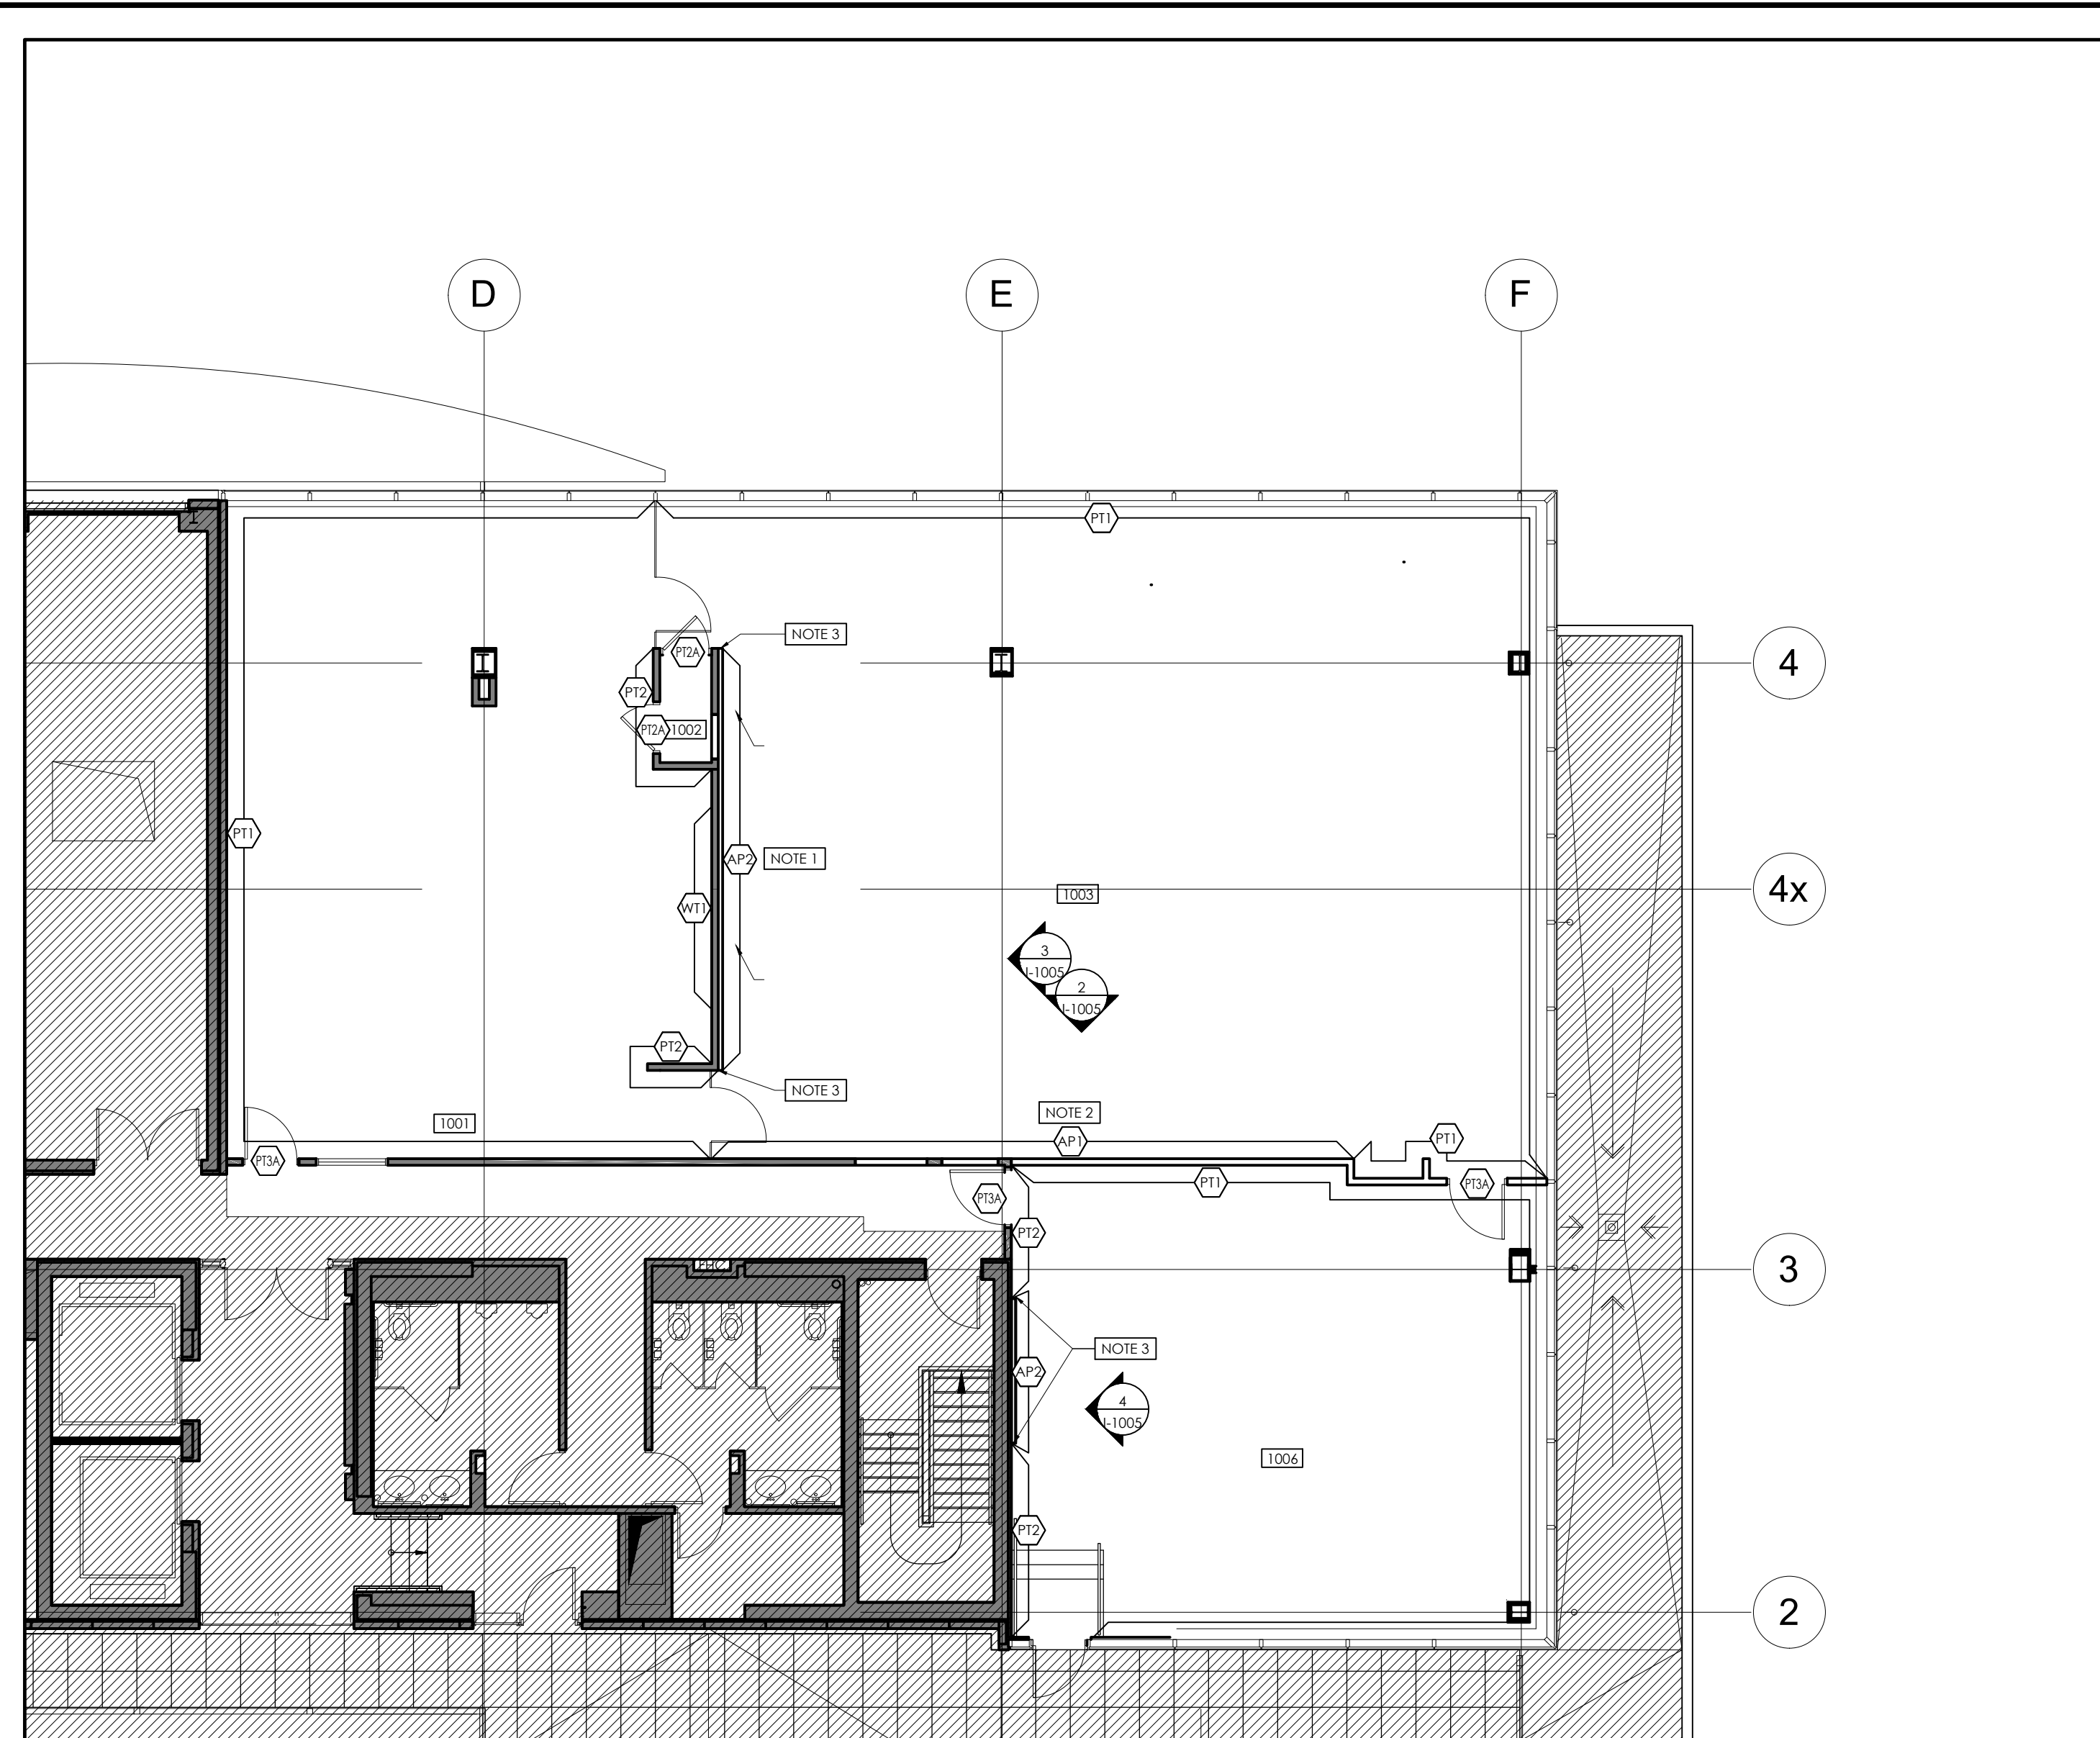 D
E
F
PT1
NOTE 3
PT2A
4
PT2
PT2A
1002
PT1
AP2
NOTE 1
4x
1003
WT1
3
I-1005
2
I-1005
PT2
NOTE 3
NOTE 2
1001
AP1
PT1
PT3A
PT1
PT3A
PT3A
PT2
FHC
3
NOTE 3
AP2
4
I-1005
1006
PT2
2